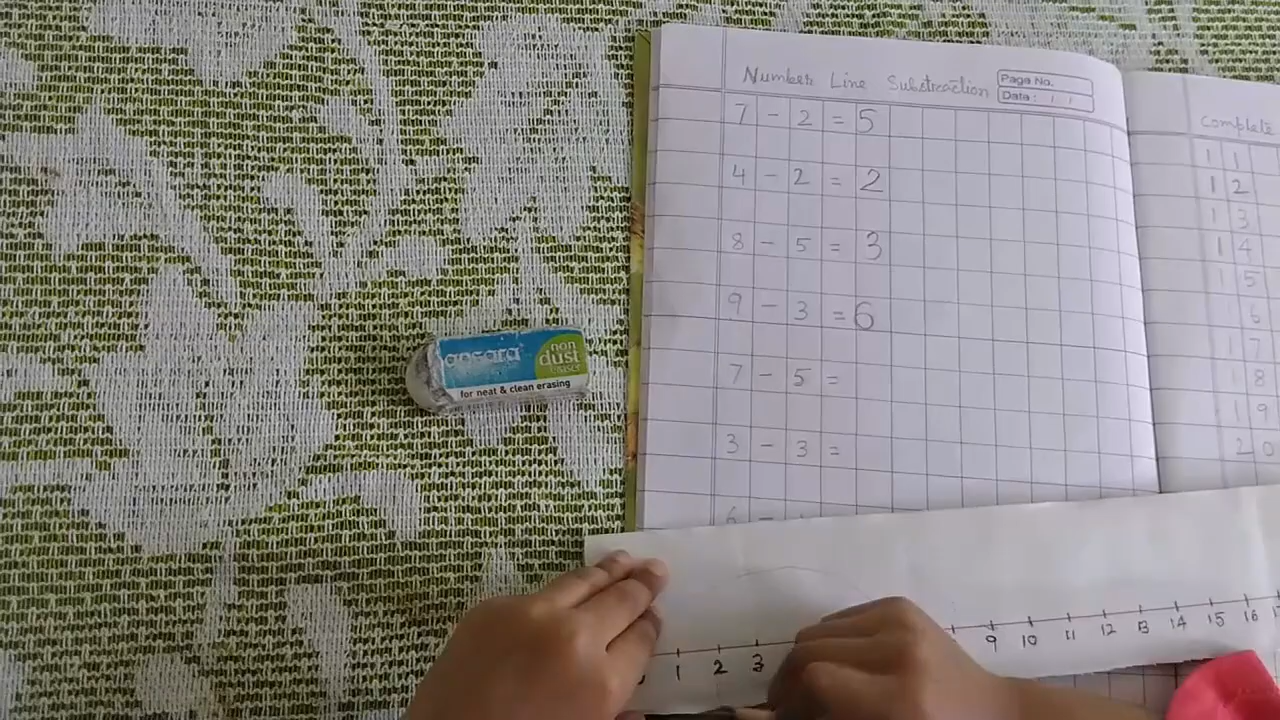 Number Line Substraction
Page No.
Date :
7 - 2 = 5
4 - 2 = 2
8 - 5 = 3
9 - 3 = 6
7 - 5 =
3 - 3 =
6 -
complete
1 1
1 2
1 3
1 4
1 5
6
1 7
1 8
1 9
2 0
apsara
non
dust
eraser
for neat & clean erasing
1 2 3 9 10 11 12 13 14 15 16